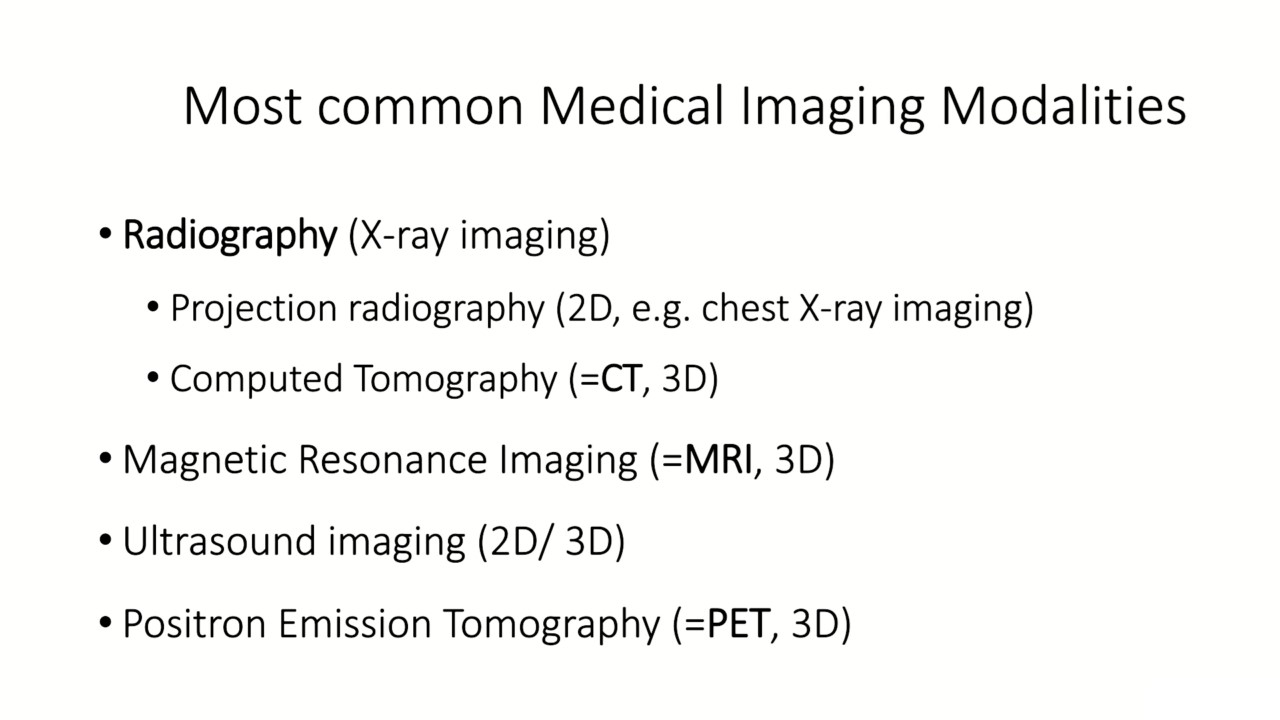 Most common Medical Imaging Modalities
• Radiography (X-ray imaging)
• Projection radiography (2D, e.g. chest X-ray imaging)
• Computed Tomography (=CT, 3D)
• Magnetic Resonance Imaging (=MRI, 3D)
• Ultrasound imaging (2D/ 3D)
• Positron Emission Tomography (=PET, 3D)